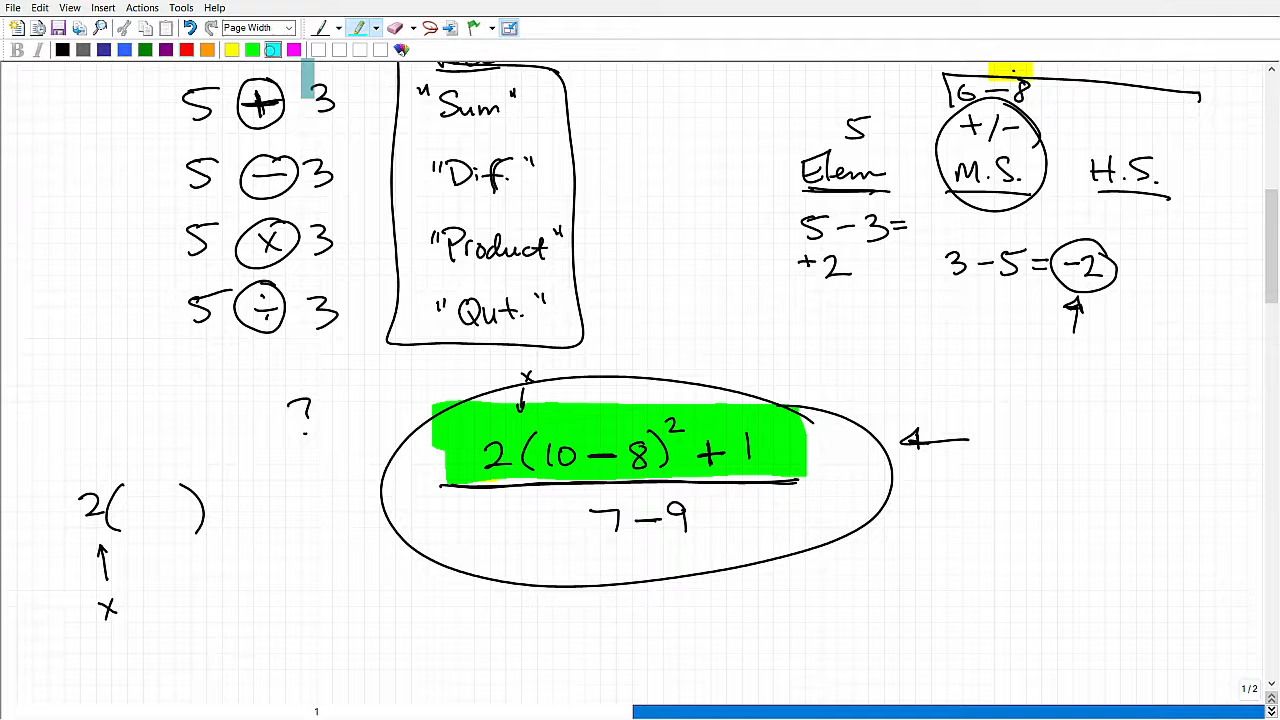 File Edit View Insert Actions Tools Help
Page Width
B I
5 + 3 "Sum"
5 − 3 "Dif."
5 × 3 "Product"
5 ÷ 3 "Qut."
6 − 8
+/−
5
Elem M.S. H.S.
5 − 3 =
+2
3 − 5 = −2
?
x
2(10 − 8)² + 1
7 − 9
2( )
x
1/2
1